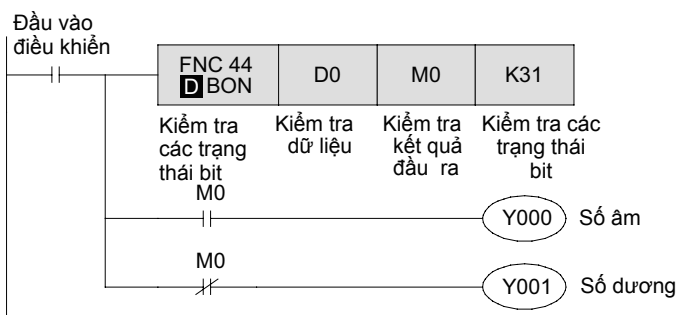 Đầu vào
điều khiển
FNC 44
D BON
D0
M0
K31
Kiểm tra
các trạng
thái bit
Kiểm tra
dữ liệu
Kiểm tra
kết quả
đầu ra
Kiểm tra các
trạng thái
bit
M0
Y000
Số âm
M0
Y001
Số dương